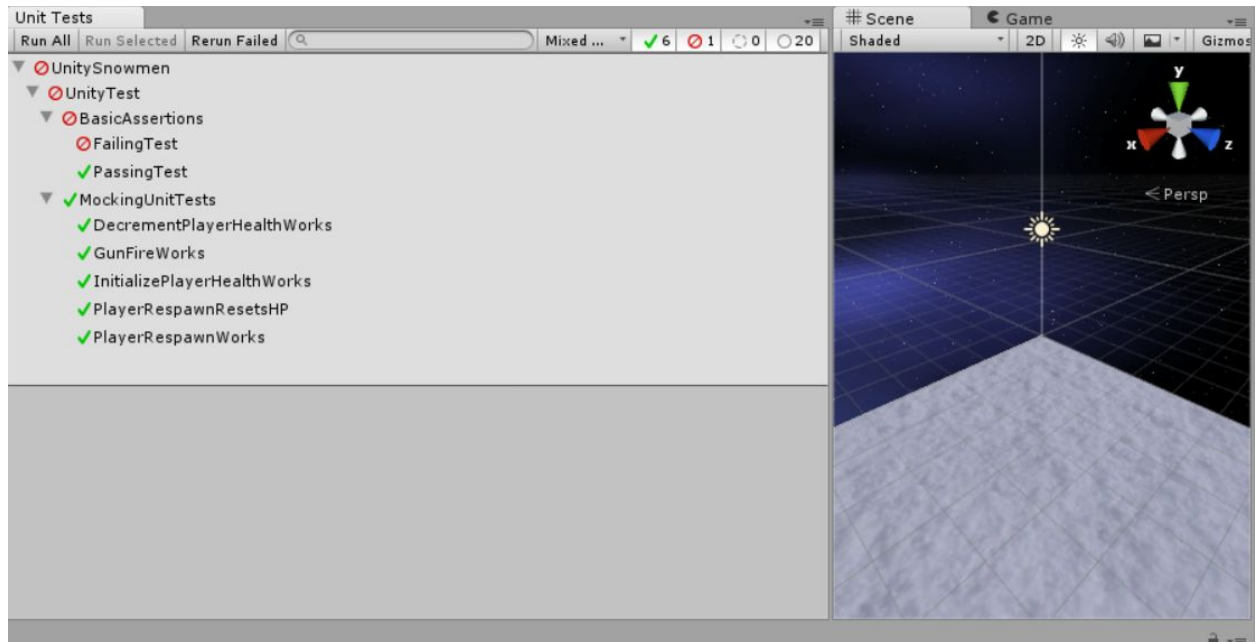 Unit Tests
Run All Run Selected Rerun Failed Mixed ... 6 1 0 20
UnitySnowmen
UnityTest
BasicAssertions
FailingTest
PassingTest
MockingUnitTests
DecrementPlayerHealthWorks
GunFireWorks
InitializePlayerHealthWorks
PlayerRespawnResetsHP
PlayerRespawnWorks
Scene Game
Shaded 2D Gizmos
y
x z
Persp